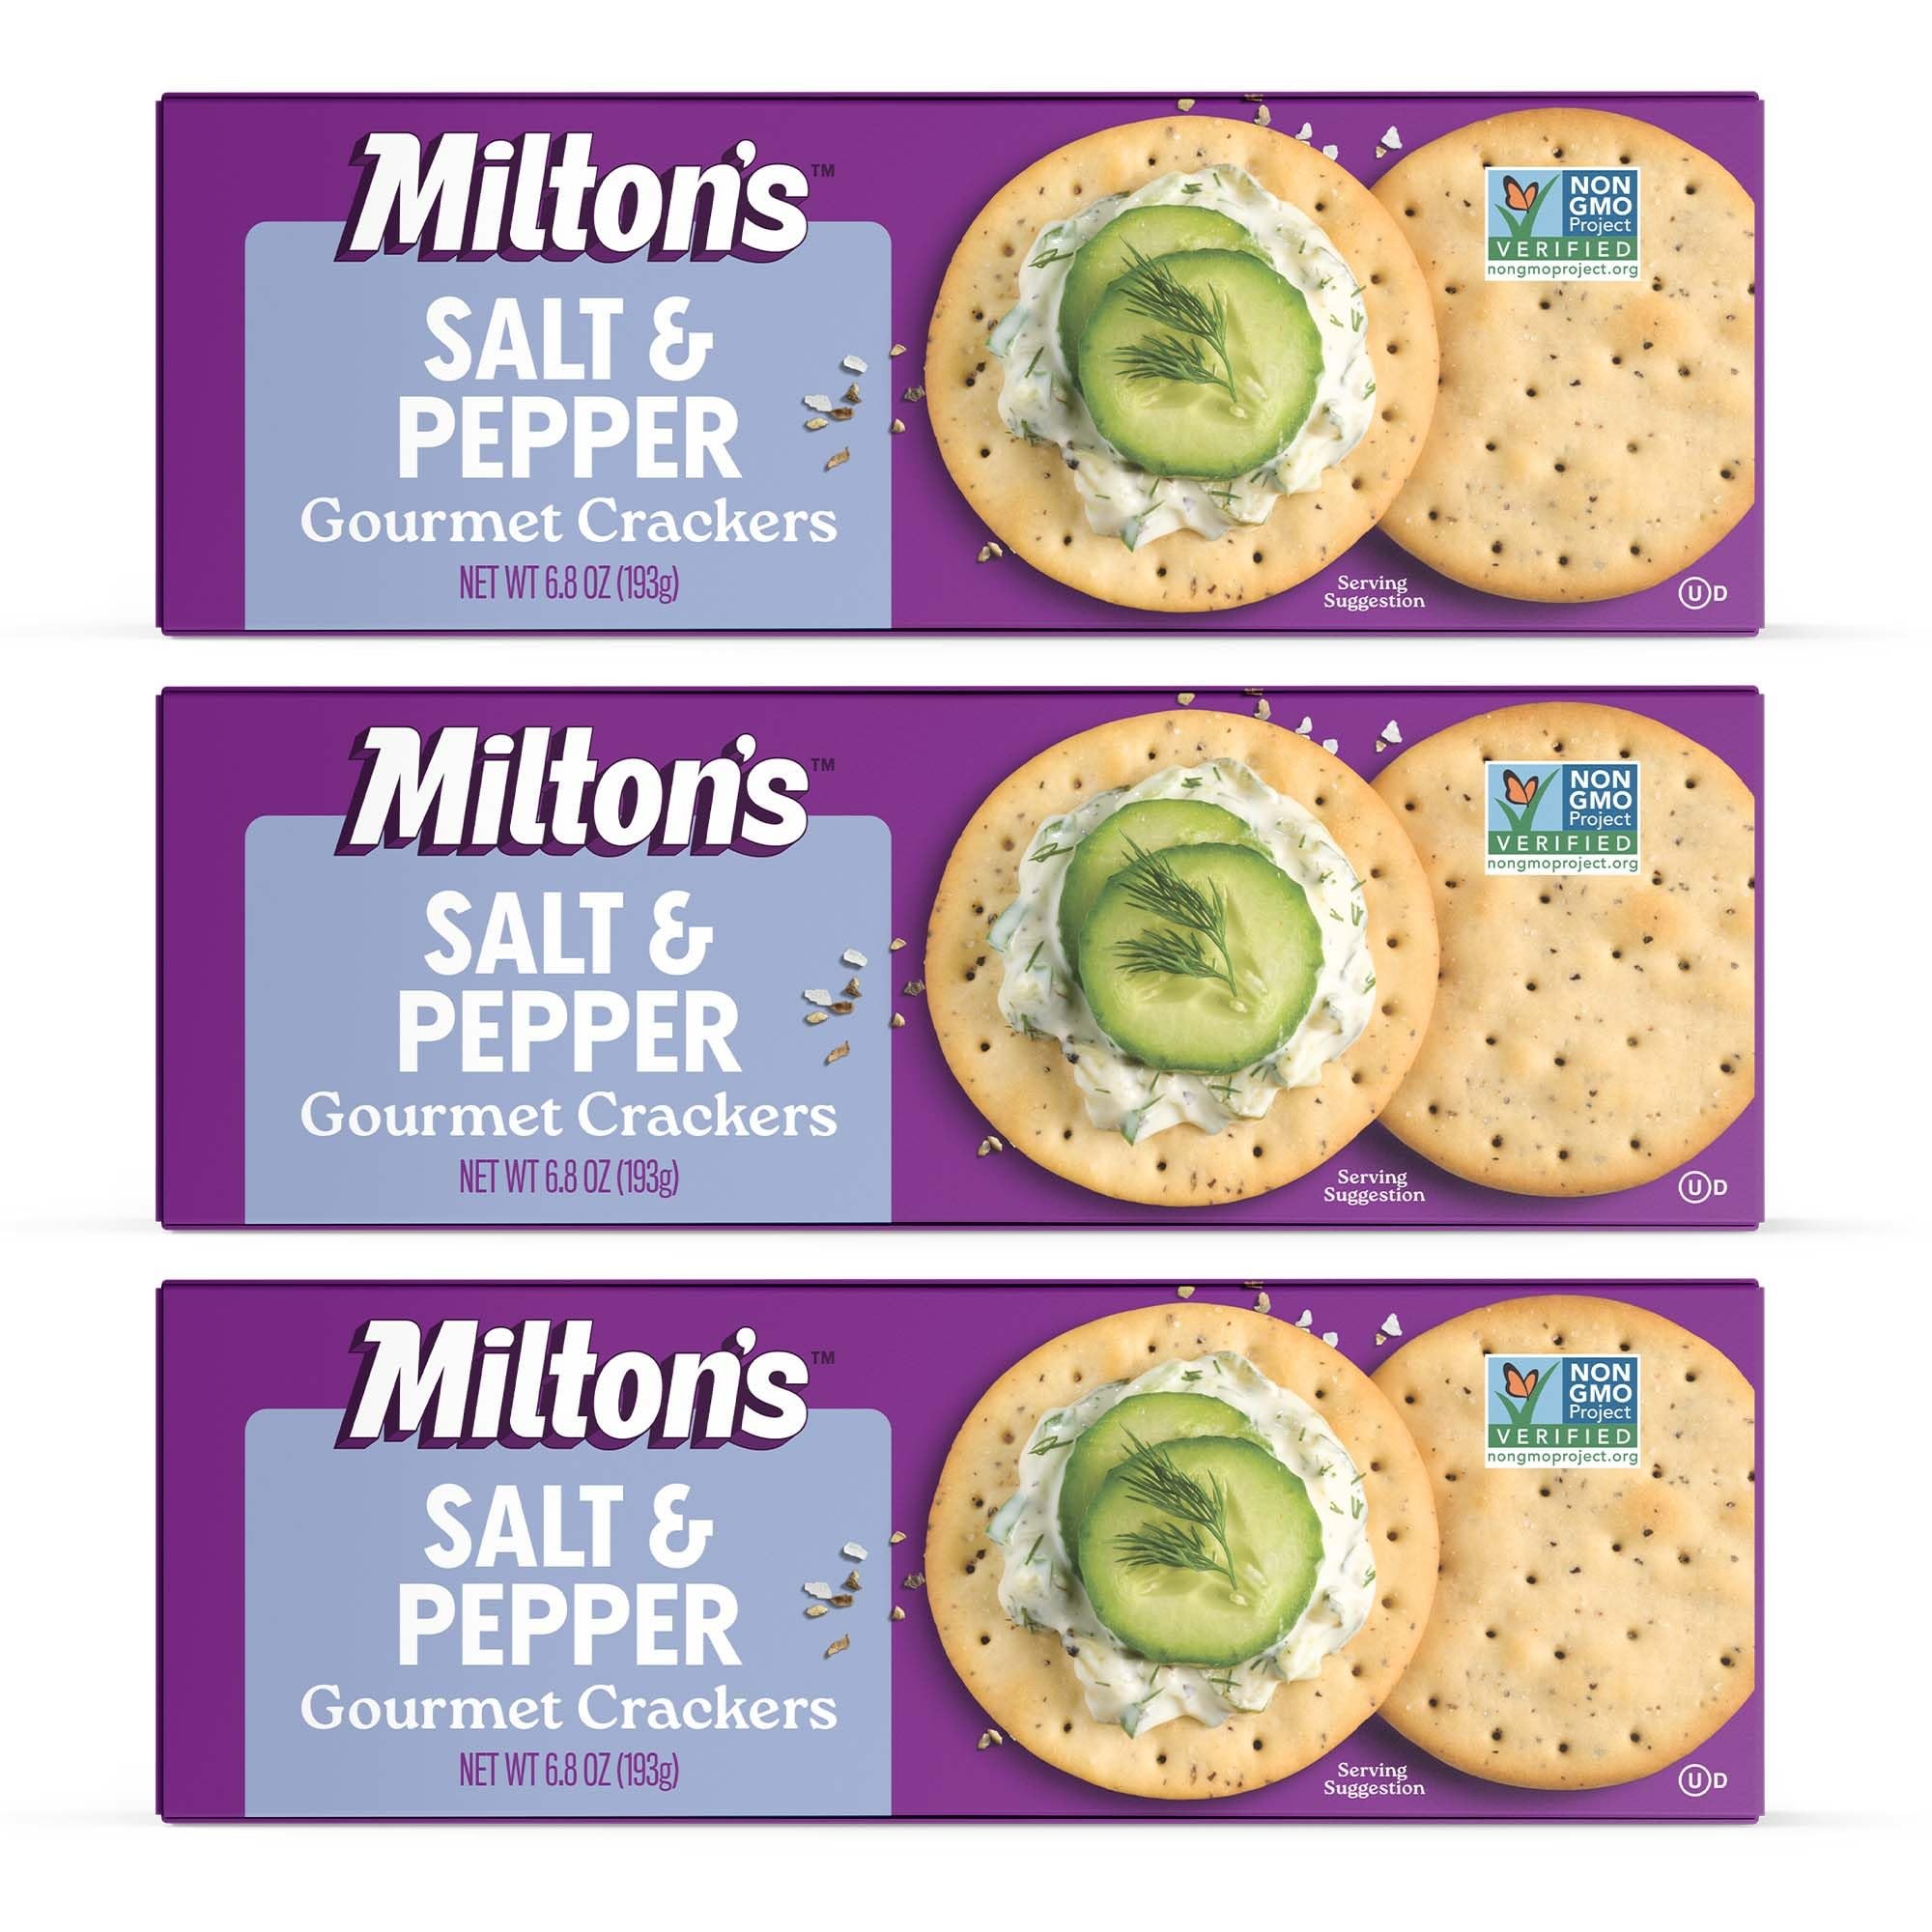 Milton's™
SALT &
PEPPER
Gourmet Crackers
NET WT 6.8 OZ (193g)
NON
GMO
Project
VERIFIED
nongmoproject.org
Serving
Suggestion
UD
Milton's™
SALT &
PEPPER
Gourmet Crackers
NET WT 6.8 OZ (193g)
NON
GMO
Project
VERIFIED
nongmoproject.org
Serving
Suggestion
UD
Milton's™
SALT &
PEPPER
Gourmet Crackers
NET WT 6.8 OZ (193g)
NON
GMO
Project
VERIFIED
nongmoproject.org
Serving
Suggestion
UD